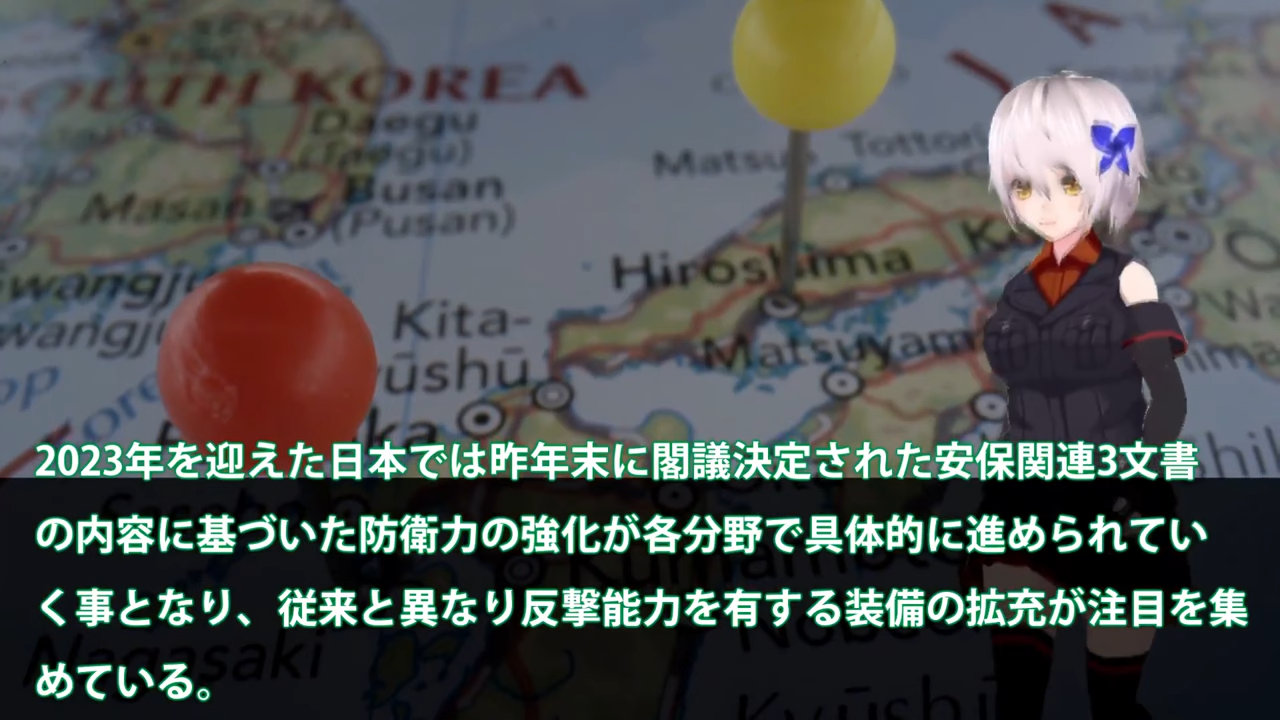 SOUTH KOREA
Daegu
(Taegu)
Busan
(Pusan)
Masan
Tottori
Hiroshima
Kita-
kyūshū
Matsuyama
2023年を迎えた日本では昨年末に閣議決定された安保関連3文書
の内容に基づいた防衛力の強化が各分野で具体的に進められてい
く事となり、従来と異なり反撃能力を有する装備の拡充が注目を集
めている。
Nagasaki
Kyūshū